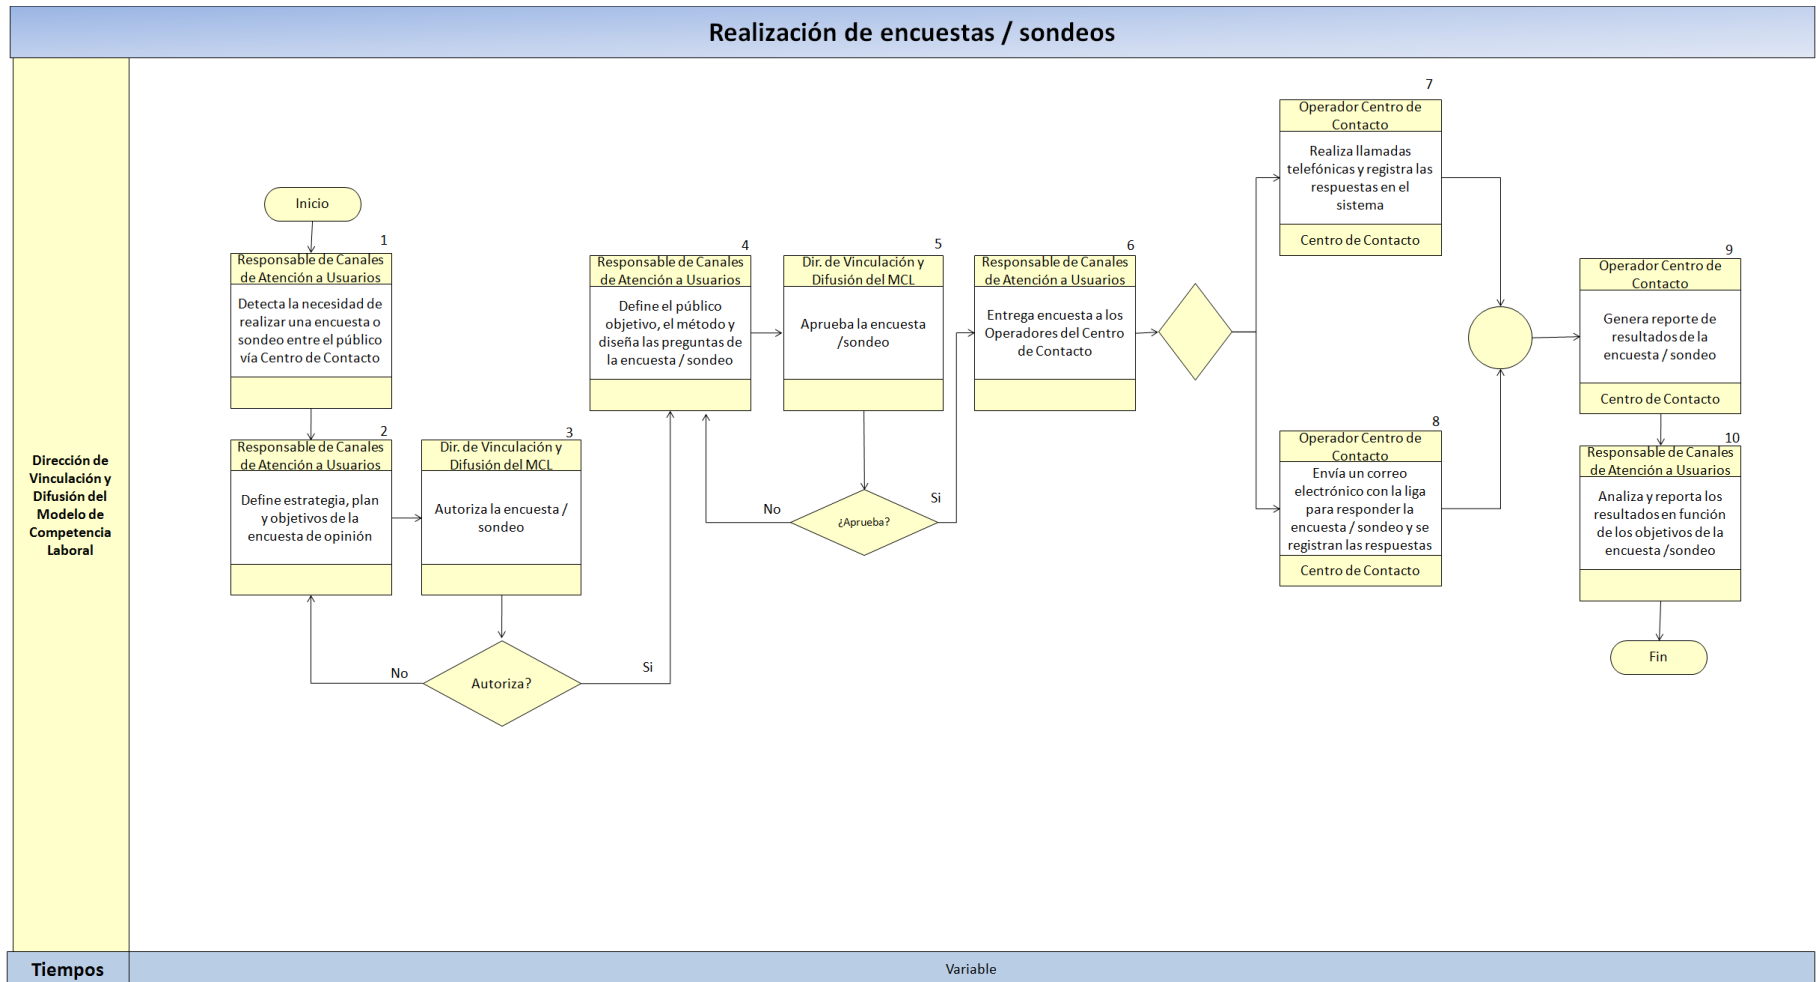 Realización de encuestas / sondeos
Dirección de
Vinculación y
Difusión del
Modelo de
Competencia
Laboral
Inicio
1
Responsable de Canales
de Atención a Usuarios
Detecta la necesidad de
realizar una encuesta o
sondeo entre el público
vía Centro de Contacto
2
Responsable de Canales
de Atención a Usuarios
Define estrategia, plan
y objetivos de la
encuesta de opinión
3
Dir. de Vinculación y
Difusión del MCL
Autoriza la encuesta /
sondeo
Autoriza?
No
Si
4
Responsable de Canales
de Atención a Usuarios
Define el público
objetivo, el método y
diseña las preguntas de
la encuesta / sondeo
5
Dir. de Vinculación y
Difusión del MCL
Aprueba la encuesta
/sondeo
¿Aprueba?
No
Si
6
Responsable de Canales
de Atención a Usuarios
Entrega encuesta a los
Operadores del Centro
de Contacto
7
Operador Centro de
Contacto
Realiza llamadas
telefónicas y registra las
respuestas en el
sistema
Centro de Contacto
8
Operador Centro de
Contacto
Envía un correo
electrónico con la liga
para responder la
encuesta / sondeo y se
registran las respuestas
Centro de Contacto
9
Operador Centro de
Contacto
Genera reporte de
resultados de la
encuesta / sondeo
Centro de Contacto
10
Responsable de Canales
de Atención a Usuarios
Analiza y reporta los
resultados en función
de los objetivos de la
encuesta /sondeo
Fin
Tiempos
Variable